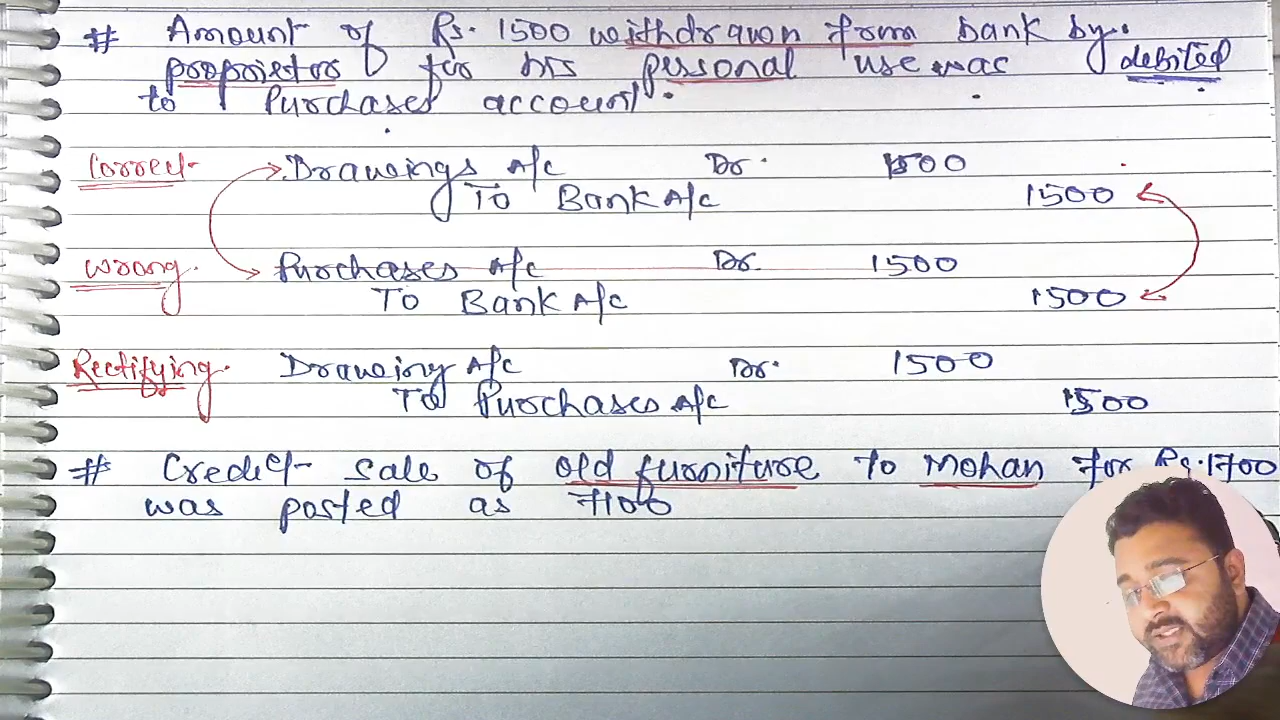 # Amount of Rs. 1500 withdrawn from bank by
proprietor for his personal use was debited
to Purchases account.
Correct Drawings A/c Dr. 1500
To Bank A/c 1500
Wrong. Purchases A/c Dr. 1500
To Bank A/c 1500
Rectifying. Drawing A/c Dr. 1500
To Purchases A/c 1500
# Credit sale of old furniture to Mohan for Rs. 1700
was posted as 7100